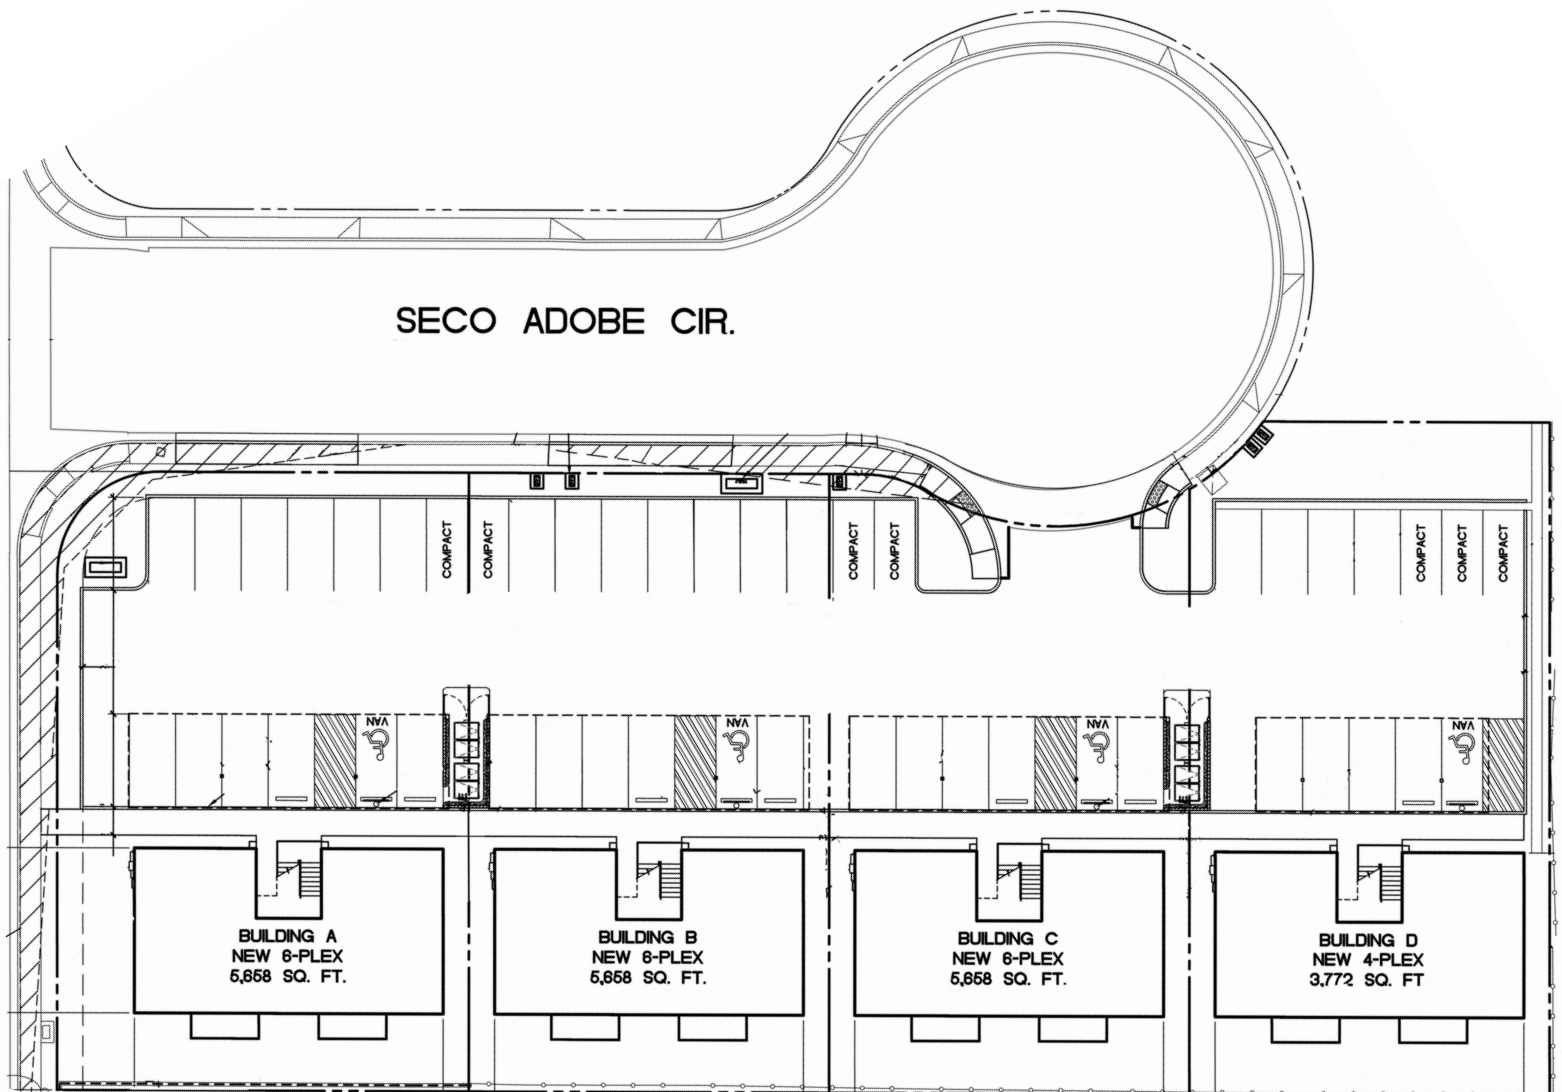 SECO ADOBE CIR.
COMPACT
COMPACT
COMPACT
COMPACT
COMPACT
COMPACT
COMPACT
VAN
VAN
VAN
VAN
BUILDING A
NEW 6-PLEX
5,658 SQ. FT.
BUILDING B
NEW 6-PLEX
5,658 SQ. FT.
BUILDING C
NEW 6-PLEX
5,658 SQ. FT.
BUILDING D
NEW 4-PLEX
3,772 SQ. FT